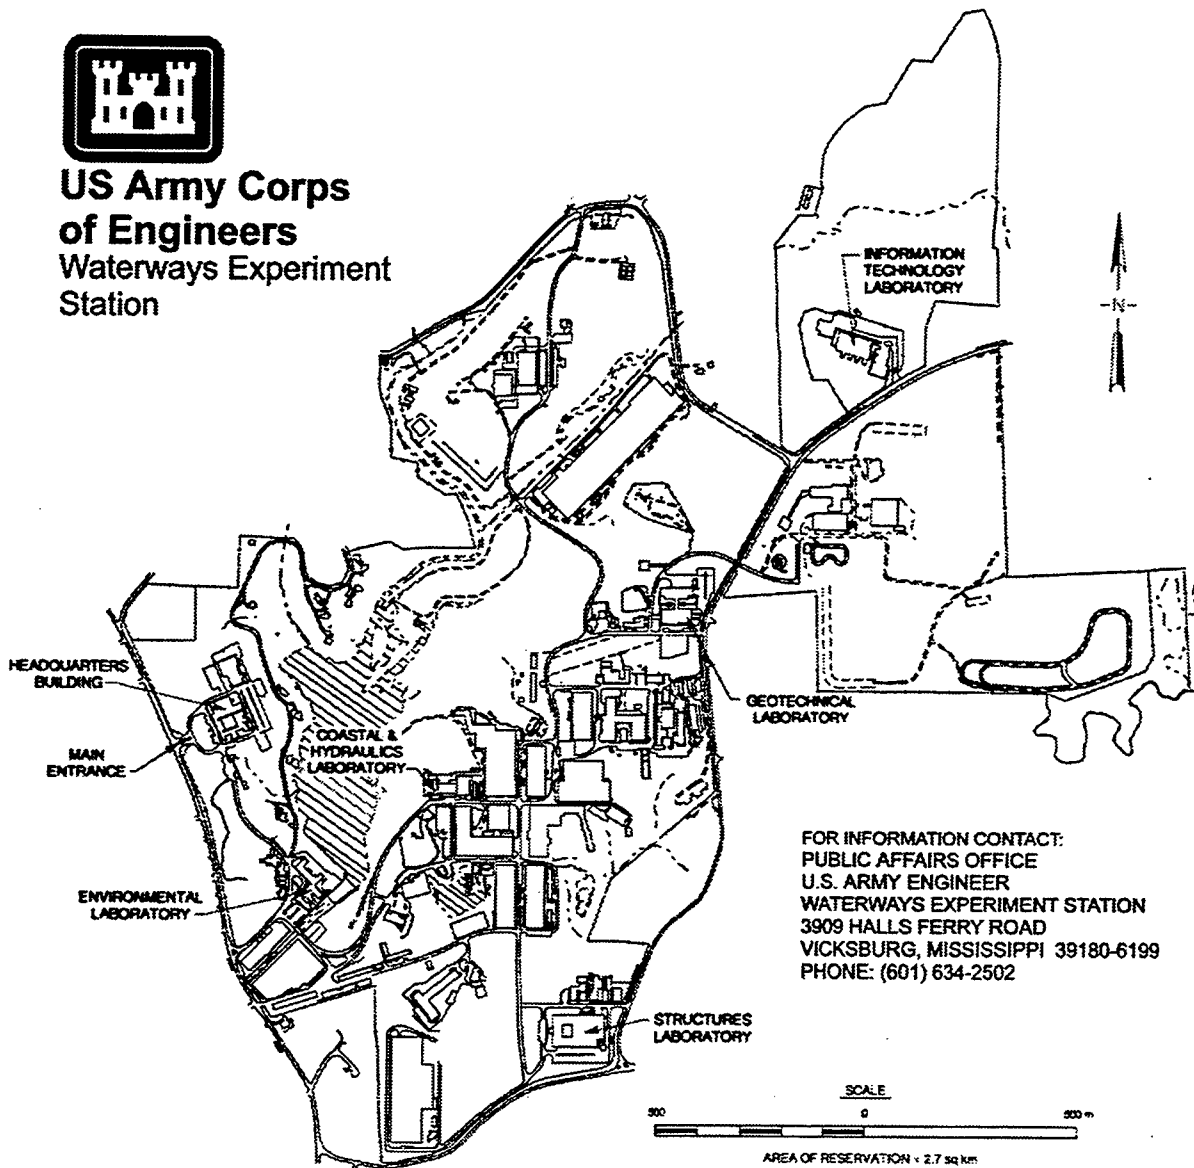 US Army Corps
of Engineers
Waterways Experiment
Station
INFORMATION
TECHNOLOGY
LABORATORY
N
HEADQUARTERS
BUILDING
MAIN
ENTRANCE
COASTAL &
HYDRAULICS
LABORATORY
GEOTECHNICAL
LABORATORY
ENVIRONMENTAL
LABORATORY
STRUCTURES
LABORATORY
FOR INFORMATION CONTACT:
PUBLIC AFFAIRS OFFICE
U.S. ARMY ENGINEER
WATERWAYS EXPERIMENT STATION
3909 HALLS FERRY ROAD
VICKSBURG, MISSISSIPPI 39180-6199
PHONE: (601) 634-2502
SCALE
500 0 500 m
AREA OF RESERVATION = 2.7 sq km